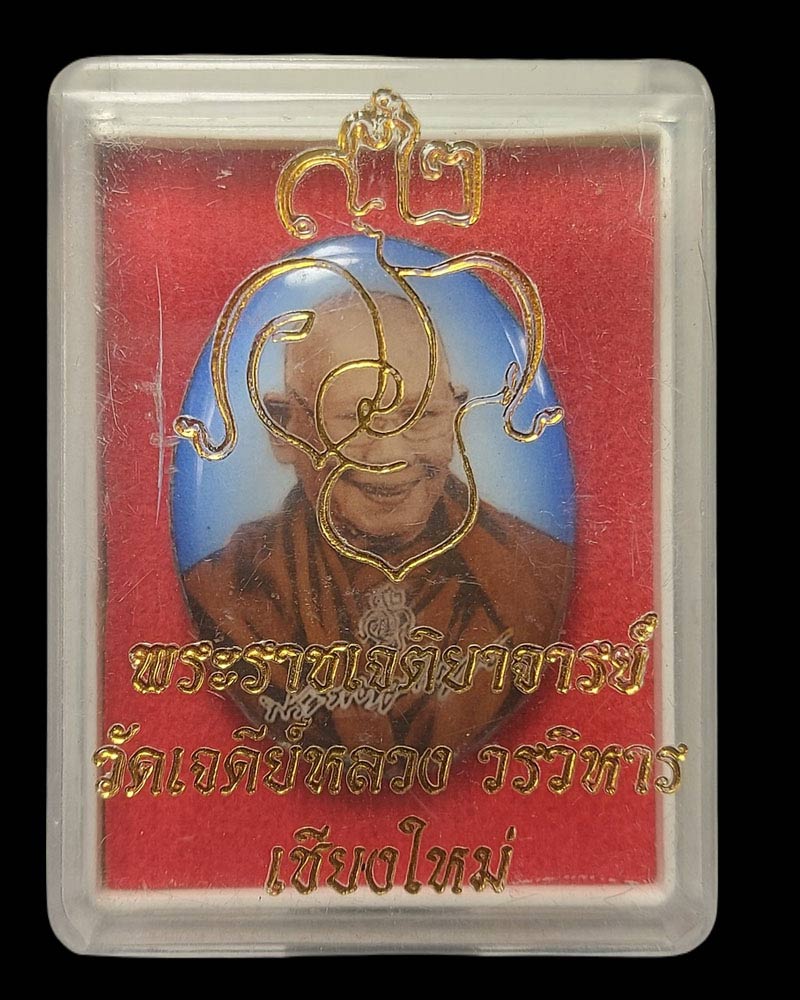 ๙๒
พระราชเจติยาจารย์
วัดเจดีย์หลวง วรวิหาร
เชียงใหม่